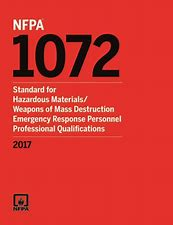 NFPA
1072
Standard for
Hazardous Materials/
Weapons of Mass Destruction
Emergency Response Personnel
Professional Qualifications
2017
NFPA